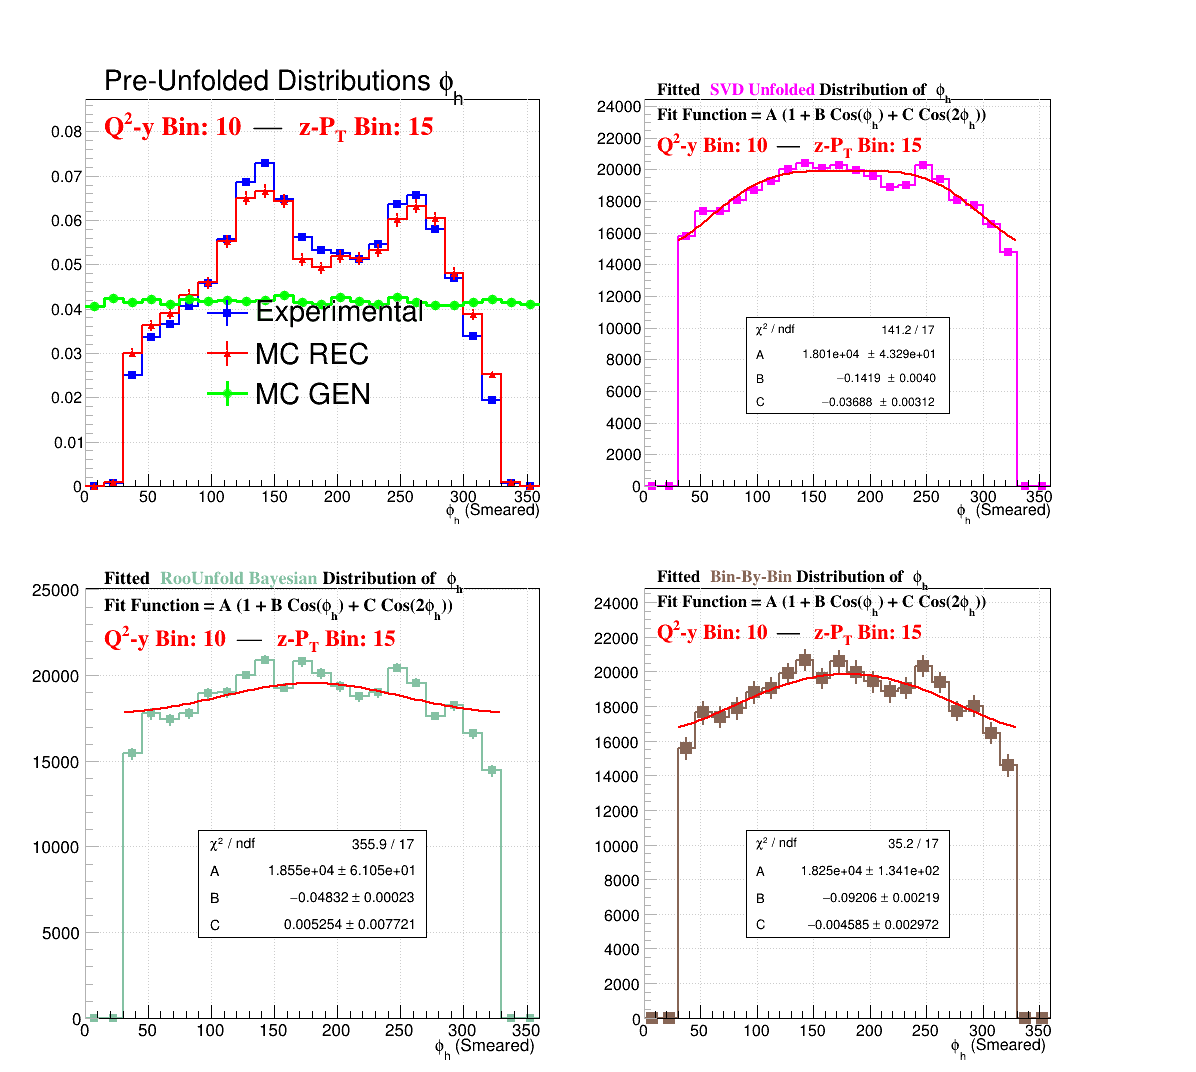 Pre-Unfolded Distributions ϕh
Q2-y Bin: 10 — z-PT Bin: 15
0.08
0.07
0.06
0.05
0.04
0.03
0.02
0.01
0
Experimental
MC REC
MC GEN
0 50 100 150 200 250 300 350
ϕh (Smeared)
Fitted SVD Unfolded Distribution of ϕh
Fit Function = A (1 + B Cos(ϕh) + C Cos(2ϕh))
Q2-y Bin: 10 — z-PT Bin: 15
24000
22000
20000
18000
16000
14000
12000
10000
8000
6000
4000
2000
0
χ2 / ndf 141.2 / 17
A 1.801e+04 ± 4.329e+01
B −0.1419 ± 0.0040
C −0.03688 ± 0.00312
0 50 100 150 200 250 300 350
ϕh (Smeared)
Fitted RooUnfold Bayesian Distribution of ϕh
Fit Function = A (1 + B Cos(ϕh) + C Cos(2ϕh))
Q2-y Bin: 10 — z-PT Bin: 15
25000
20000
15000
10000
5000
0
χ2 / ndf 355.9 / 17
A 1.855e+04 ± 6.105e+01
B −0.04832 ± 0.00023
C 0.005254 ± 0.007721
0 50 100 150 200 250 300 350
ϕh (Smeared)
Fitted Bin-By-Bin Distribution of ϕh
Fit Function = A (1 + B Cos(ϕh) + C Cos(2ϕh))
Q2-y Bin: 10 — z-PT Bin: 15
24000
22000
20000
18000
16000
14000
12000
10000
8000
6000
4000
2000
0
χ2 / ndf 35.2 / 17
A 1.825e+04 ± 1.341e+02
B −0.09206 ± 0.00219
C −0.004585 ± 0.002972
0 50 100 150 200 250 300 350
ϕh (Smeared)